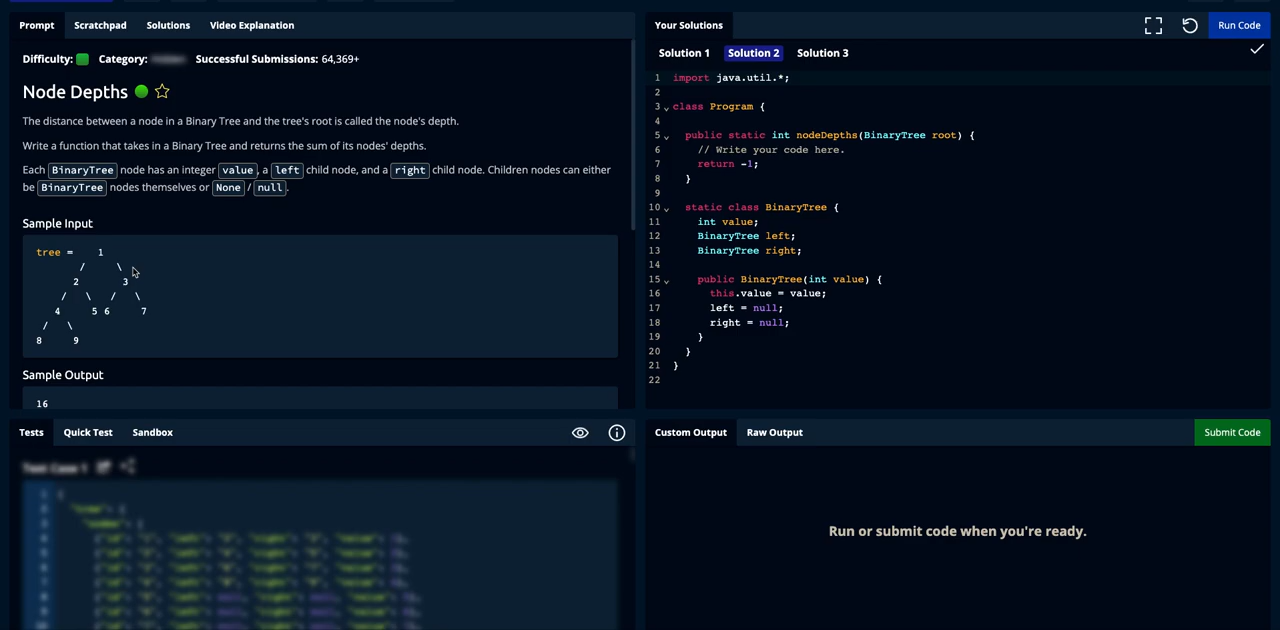 Prompt Scratchpad Solutions Video Explanation
Difficulty: Category: Successful Submissions: 64,369+
Node Depths
The distance between a node in a Binary Tree and the tree's root is called the node's depth.
Write a function that takes in a Binary Tree and returns the sum of its nodes' depths.
Each BinaryTree node has an integer value, a left child node, and a right child node. Children nodes can either
be BinaryTree nodes themselves or None / null.
Sample Input
tree = 1
/ \
2 3
/ \ / \
4 5 6 7
/ \
8 9
Sample Output
16
Your Solutions Run Code
Solution 1 Solution 2 Solution 3
1 import java.util.*;
2
3 class Program {
4
5 public static int nodeDepths(BinaryTree root) {
6 // Write your code here.
7 return -1;
8 }
9
10 static class BinaryTree {
11 int value;
12 BinaryTree left;
13 BinaryTree right;
14
15 public BinaryTree(int value) {
16 this.value = value;
17 left = null;
18 right = null;
19 }
20 }
21 }
22
Tests Quick Test Sandbox
Custom Output Raw Output Submit Code
Run or submit code when you're ready.